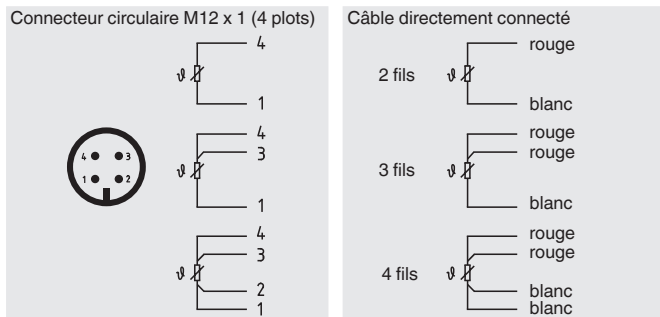 Connecteur circulaire M12 x 1 (4 plots)
4
ϑ
1
4
3
ϑ
1
4
3
ϑ
2
1
4 3
1 2
Câble directement connecté
rouge
2 fils ϑ
blanc
rouge
rouge
3 fils ϑ
blanc
rouge
rouge
4 fils ϑ
blanc
blanc